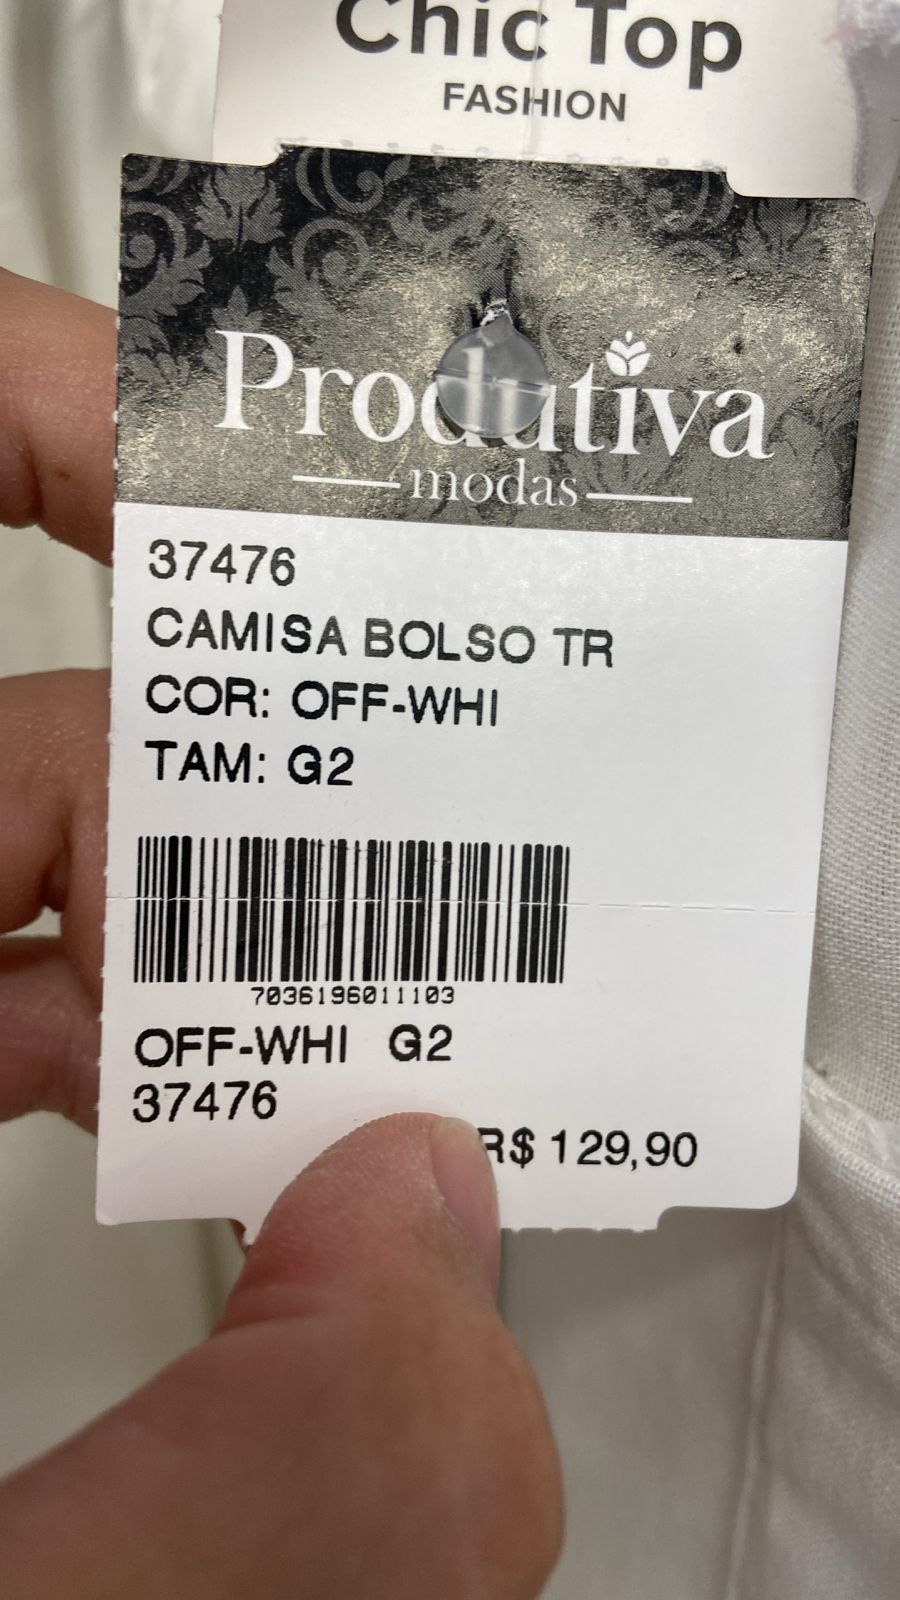 Chic Top
FASHION
Produtiva
modas
37476
CAMISA BOLSO TR
COR: OFF-WHI
TAM: G2
7036196011103
OFF-WHI G2
37476
R$ 129,90